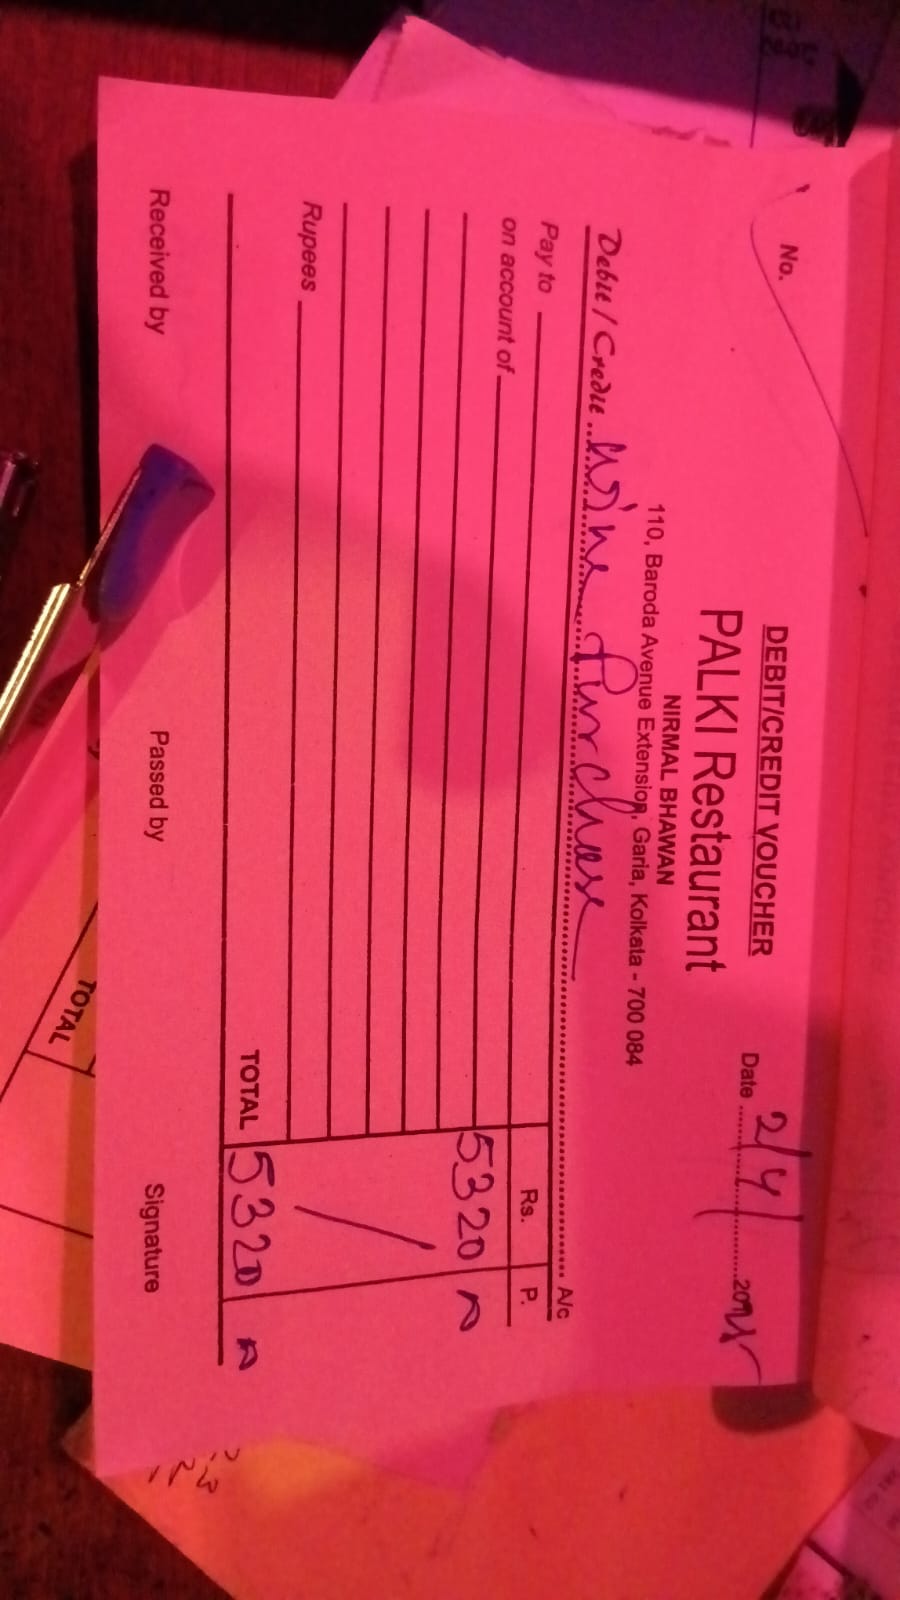 DEBIT/CREDIT VOUCHER
No.
PALKI Restaurant
Date 2/4/
NIRMAL BHAWAN
110, Baroda Avenue Extension, Garia, Kolkata - 700 084
Debit / Credit Wine Purchase A/c
Pay to Rs. P.
on account of 5320
Rupees
TOTAL 5320
Received by Passed by Signature
TOTAL